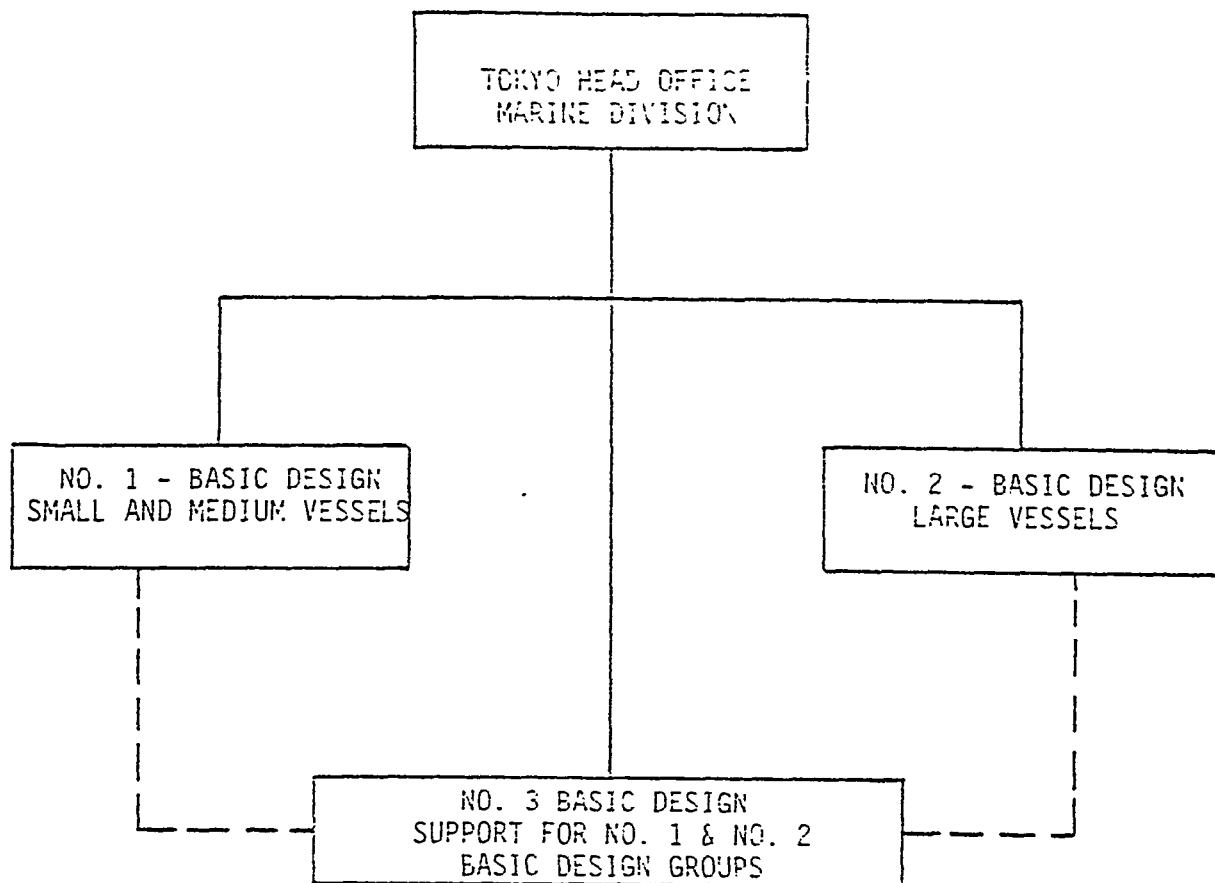 TOKYO HEAD OFFICE
MARINE DIVISION
NO. 1 - BASIC DESIGN
SMALL AND MEDIUM VESSELS
NO. 2 - BASIC DESIGN
LARGE VESSELS
NO. 3 BASIC DESIGN
SUPPORT FOR NO. 1 & NO. 2
BASIC DESIGN GROUPS